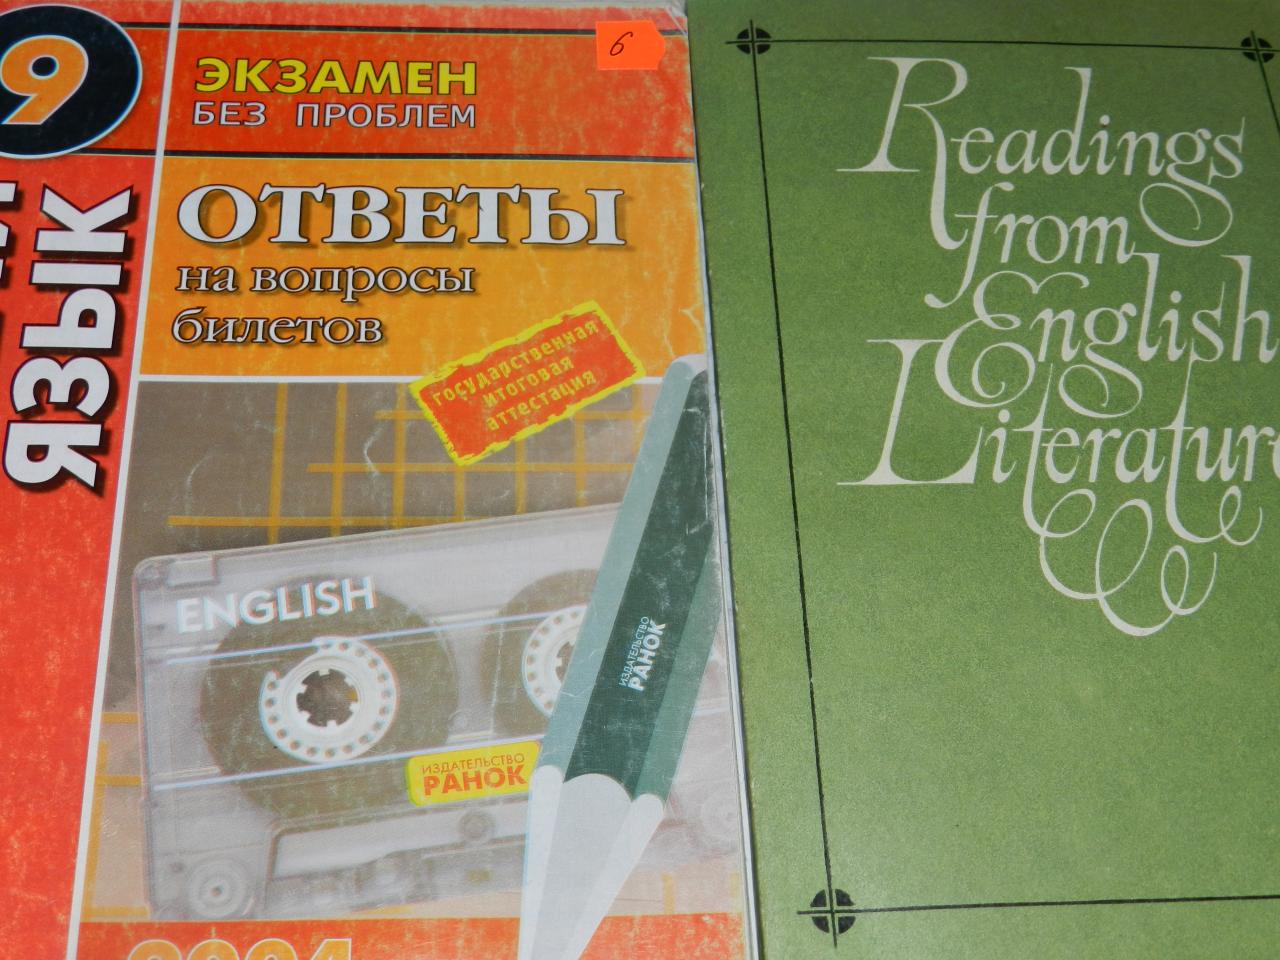 9
ЭКЗАМЕН
БЕЗ ПРОБЛЕМ
6
ЯЗЫК
ОТВЕТЫ
на вопросы
билетов
государственная
итоговая
аттестация
ENGLISH
ИЗДАТЕЛЬСТВО
РАНОК
ИЗДАТЕЛЬСТВО
РАНОК
Readings
from
English
Literature